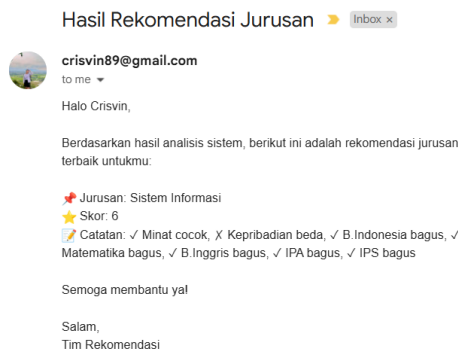 Hasil Rekomendasi Jurusan Inbox ×
crisvin89@gmail.com
to me
Halo Crisvin,
Berdasarkan hasil analisis sistem, berikut ini adalah rekomendasi jurusan
terbaik untukmu:
📌 Jurusan: Sistem Informasi
⭐ Skor: 6
📝 Catatan: ✓ Minat cocok, ✗ Kepribadian beda, ✓ B.Indonesia bagus, ✓
Matematika bagus, ✓ B.Inggris bagus, ✓ IPA bagus, ✓ IPS bagus
Semoga membantu ya!
Salam,
Tim Rekomendasi